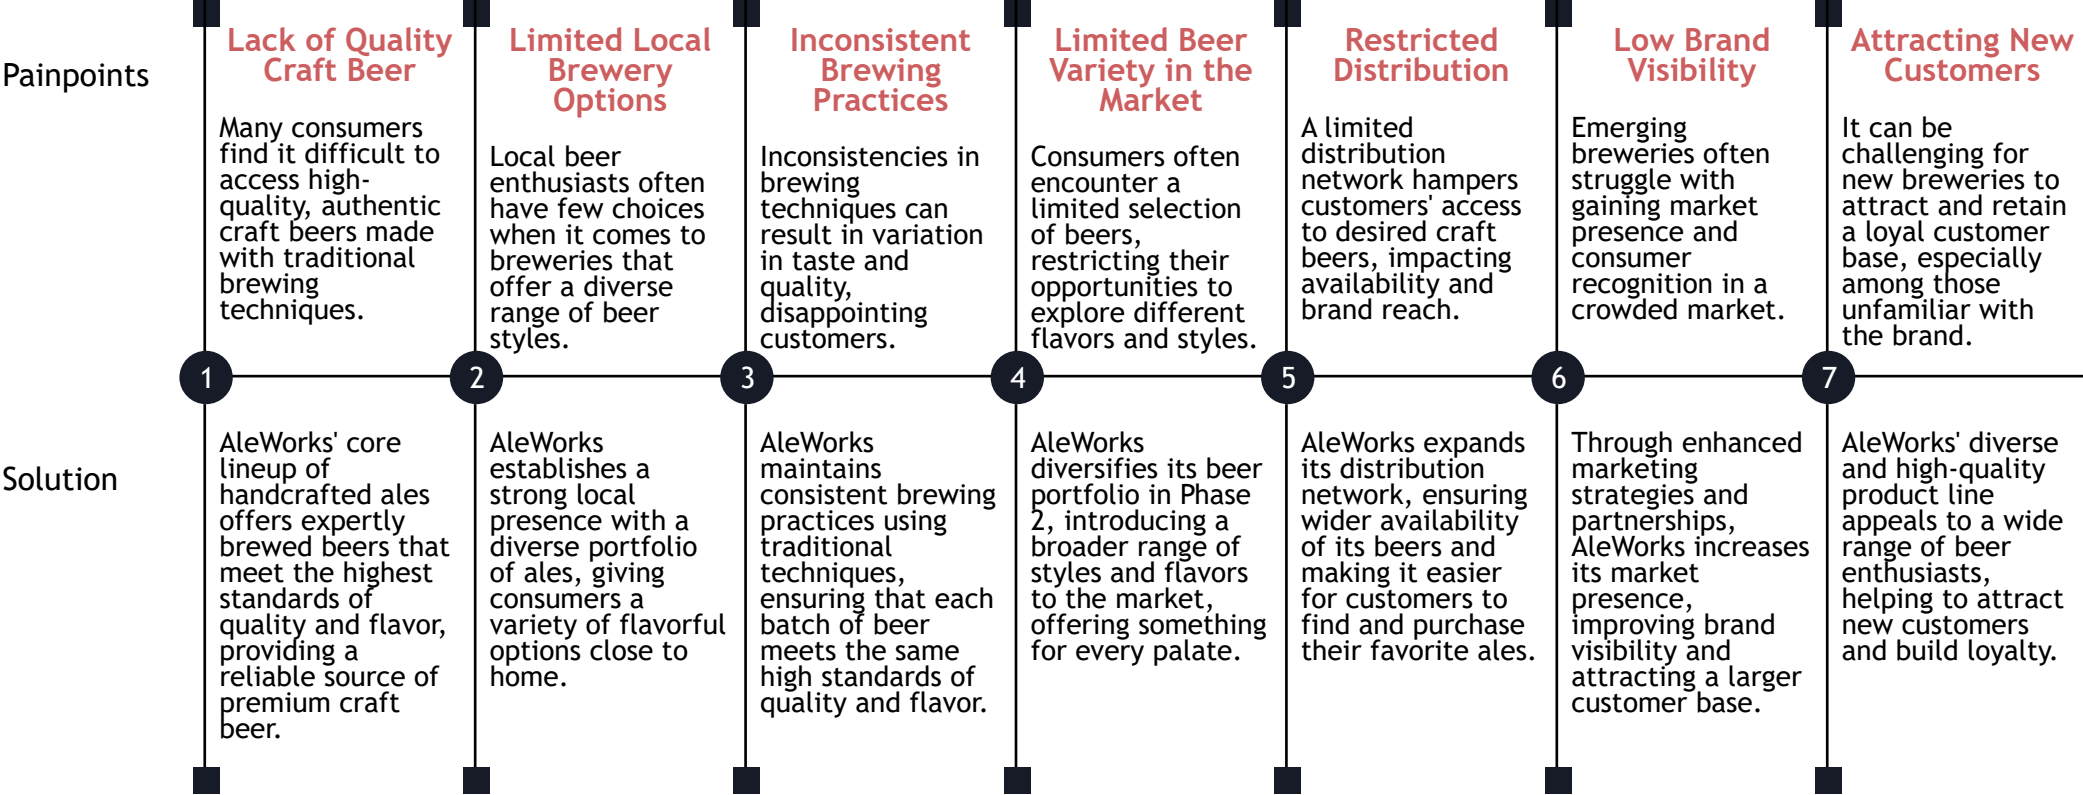 Painpoints
Lack of Quality
Craft Beer
Many consumers
find it difficult to
access high-
quality, authentic
craft beers made
with traditional
brewing
techniques.
Limited Local
Brewery
Options
Local beer
enthusiasts often
have few choices
when it comes to
breweries that
offer a diverse
range of beer
styles.
Inconsistent
Brewing
Practices
Inconsistencies in
brewing
techniques can
result in variation
in taste and
quality,
disappointing
customers.
Limited Beer
Variety in the
Market
Consumers often
encounter a
limited selection
of beers,
restricting their
opportunities to
explore different
flavors and styles.
Restricted
Distribution
A limited
distribution
network hampers
customers' access
to desired craft
beers, impacting
availability and
brand reach.
Low Brand
Visibility
Emerging
breweries often
struggle with
gaining market
presence and
consumer
recognition in a
crowded market.
Attracting New
Customers
It can be
challenging for
new breweries to
attract and retain
a loyal customer
base, especially
among those
unfamiliar with
the brand.
1
2
3
4
5
6
7
Solution
AleWorks' core
lineup of
handcrafted ales
offers expertly
brewed beers that
meet the highest
standards of
quality and flavor,
providing a
reliable source of
premium craft
beer.
AleWorks
establishes a
strong local
presence with a
diverse portfolio
of ales, giving
consumers a
variety of flavorful
options close to
home.
AleWorks
maintains
consistent brewing
practices using
traditional
techniques,
ensuring that each
batch of beer
meets the same
high standards of
quality and flavor.
AleWorks
diversifies its beer
portfolio in Phase
2, introducing a
broader range of
styles and flavors
to the market,
offering something
for every palate.
AleWorks expands
its distribution
network, ensuring
wider availability
of its beers and
making it easier
for customers to
find and purchase
their favorite ales.
Through enhanced
marketing
strategies and
partnerships,
AleWorks increases
its market
presence,
improving brand
visibility and
attracting a larger
customer base.
AleWorks' diverse
and high-quality
product line
appeals to a wide
range of beer
enthusiasts,
helping to attract
new customers
and build loyalty.